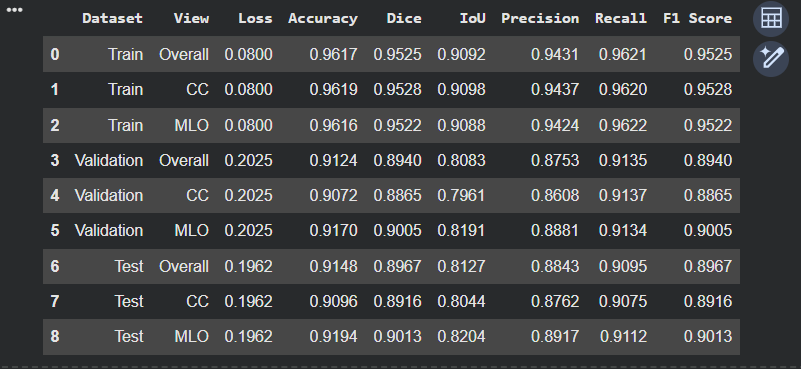 Dataset View Loss Accuracy Dice IoU Precision Recall F1 Score
0 Train Overall 0.0800 0.9617 0.9525 0.9092 0.9431 0.9621 0.9525
1 Train CC 0.0800 0.9619 0.9528 0.9098 0.9437 0.9620 0.9528
2 Train MLO 0.0800 0.9616 0.9522 0.9088 0.9424 0.9622 0.9522
3 Validation Overall 0.2025 0.9124 0.8940 0.8083 0.8753 0.9135 0.8940
4 Validation CC 0.2025 0.9072 0.8865 0.7961 0.8608 0.9137 0.8865
5 Validation MLO 0.2025 0.9170 0.9005 0.8191 0.8881 0.9134 0.9005
6 Test Overall 0.1962 0.9148 0.8967 0.8127 0.8843 0.9095 0.8967
7 Test CC 0.1962 0.9096 0.8916 0.8044 0.8762 0.9075 0.8916
8 Test MLO 0.1962 0.9194 0.9013 0.8204 0.8917 0.9112 0.9013